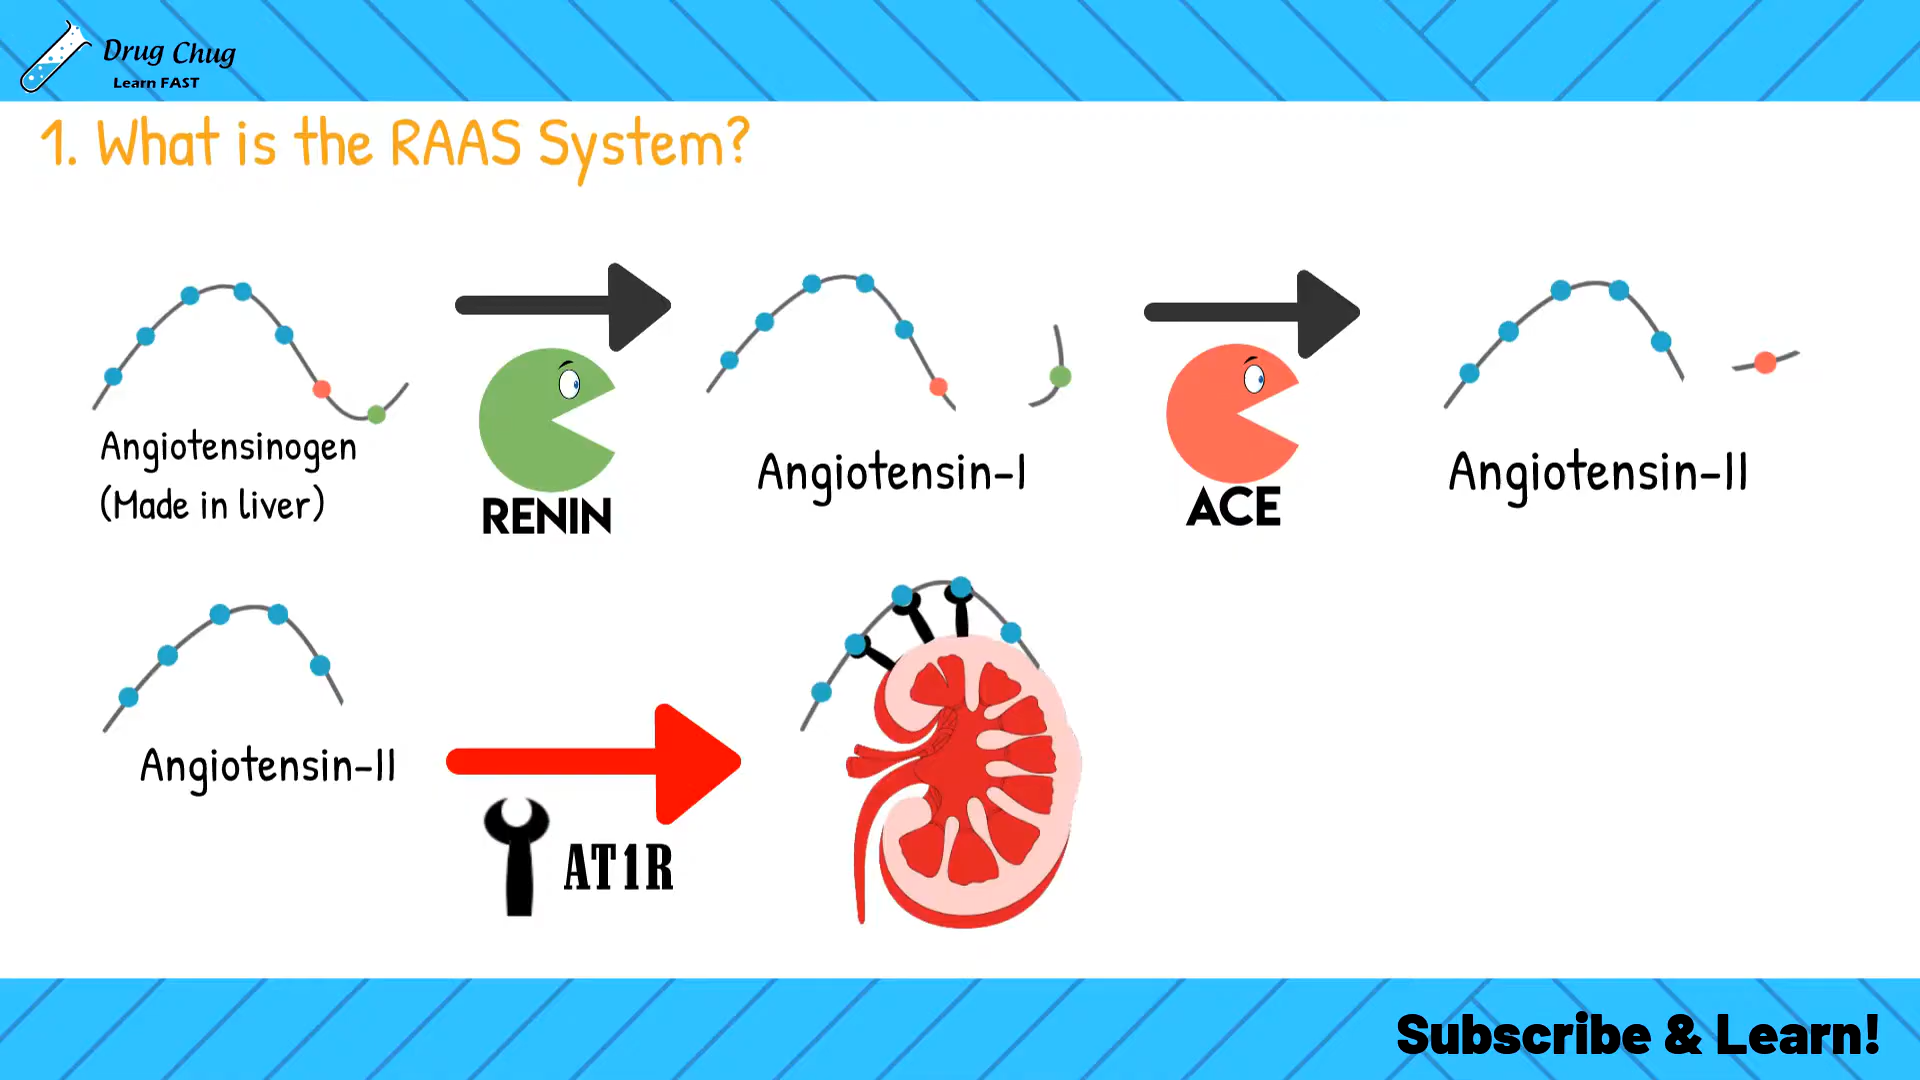 Drug Chug
Learn FAST
1. What is the RAAS System?
Angiotensinogen
(Made in liver)
RENIN
Angiotensin-I
ACE
Angiotensin-II
Angiotensin-II
AT1R
Subscribe & Learn!